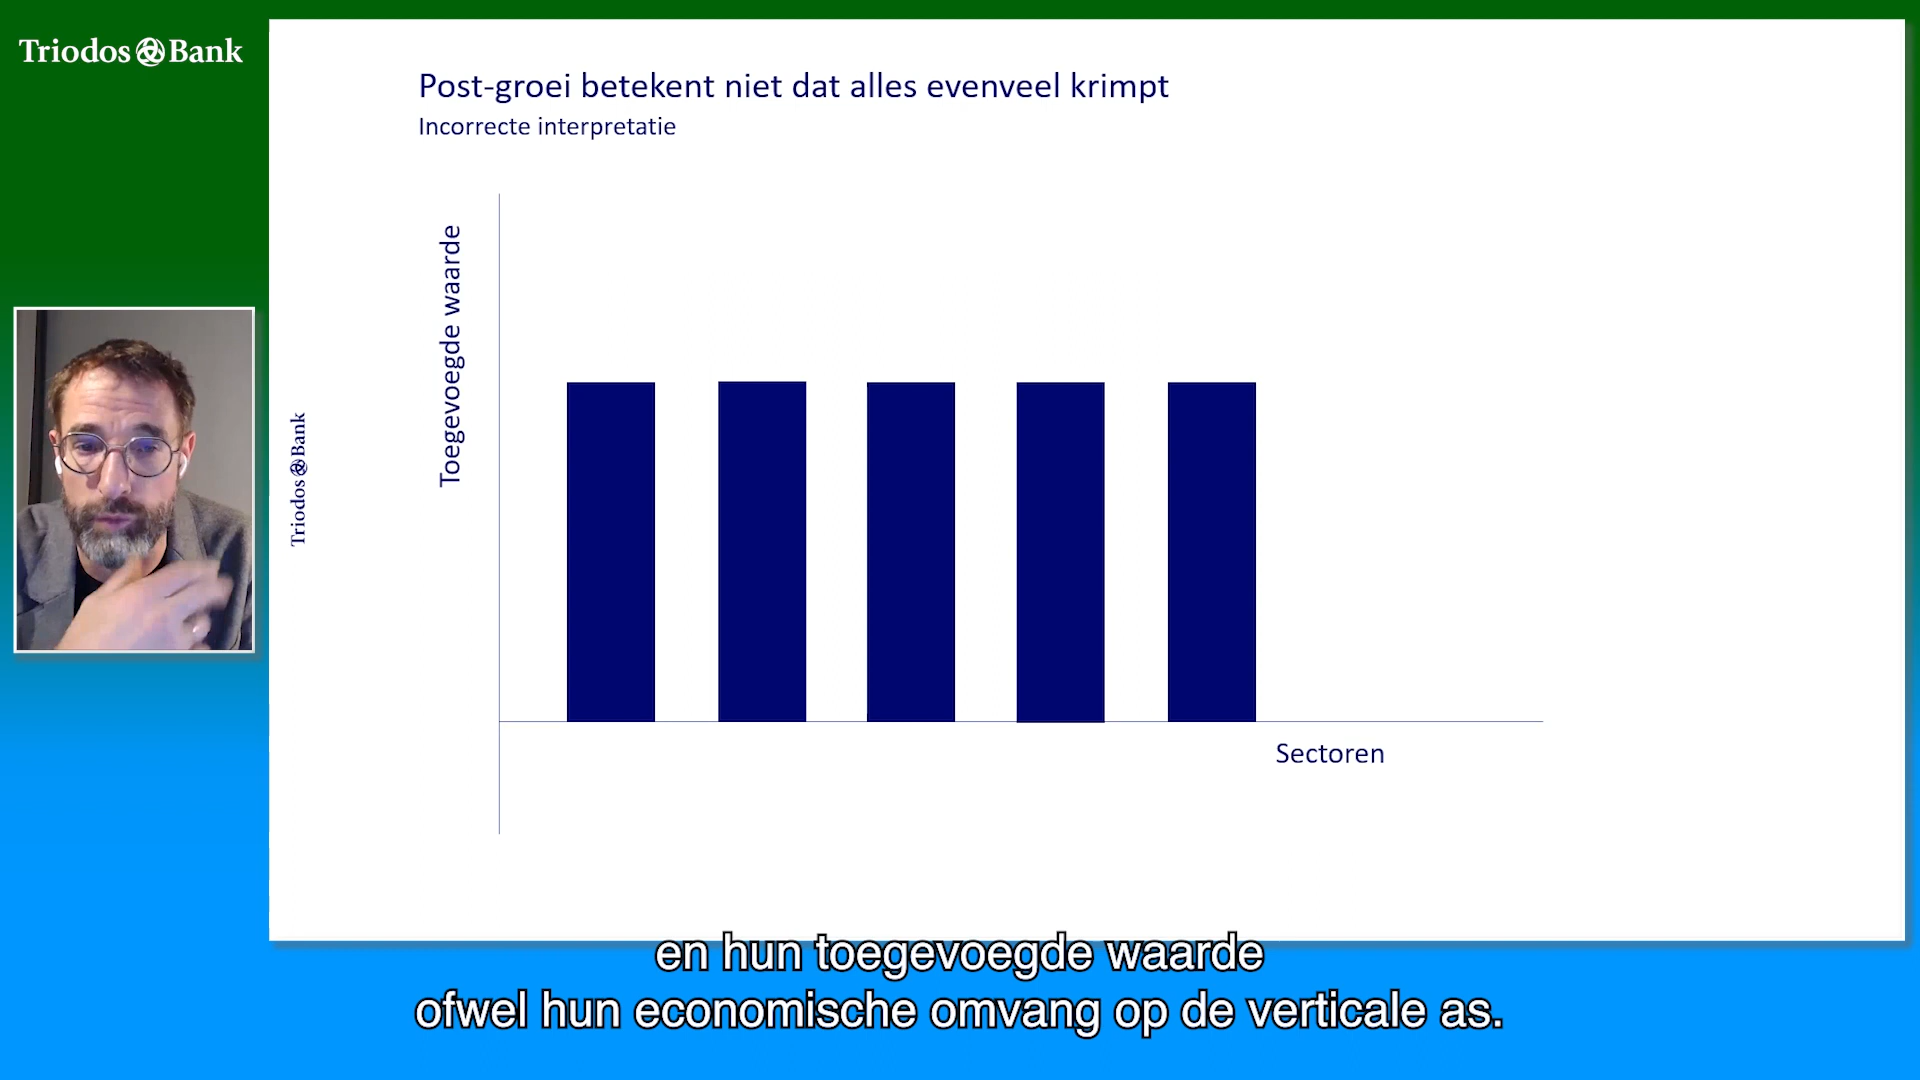 Triodos Bank
Post-groei betekent niet dat alles evenveel krimpt
Incorrecte interpretatie
Toegevoegde waarde
Triodos Bank
Sectoren
en hun toegevoegde waarde
ofwel hun economische omvang op de verticale as.